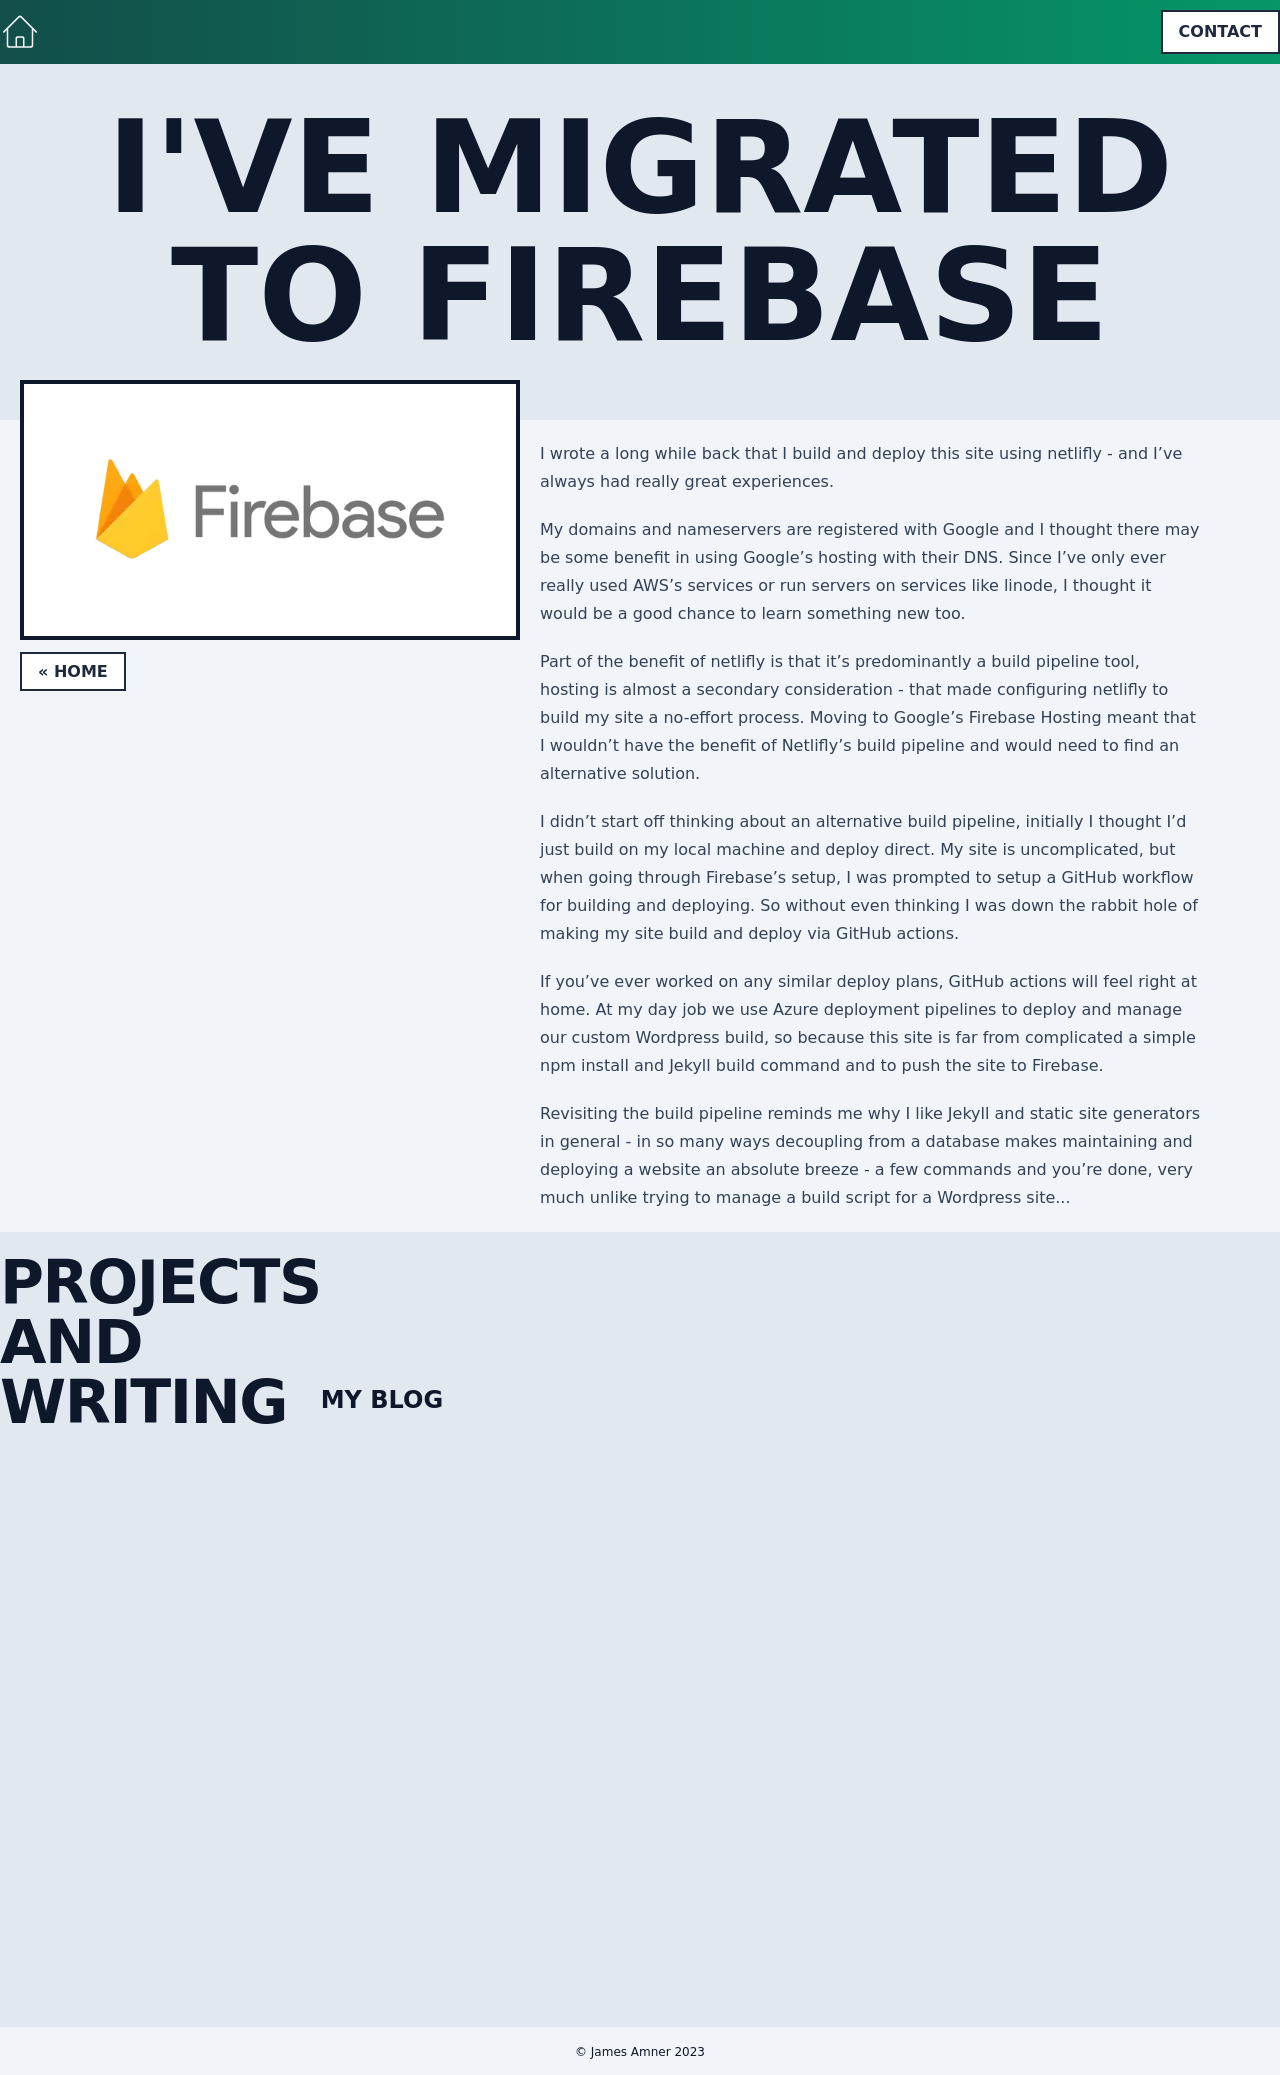 CONTACT
I'VE MIGRATED
TO FIREBASE
Firebase
« HOME
I wrote a long while back that I build and deploy this site using netlifly - and I’ve
always had really great experiences.
My domains and nameservers are registered with Google and I thought there may
be some benefit in using Google’s hosting with their DNS. Since I’ve only ever
really used AWS’s services or run servers on services like linode, I thought it
would be a good chance to learn something new too.
Part of the benefit of netlifly is that it’s predominantly a build pipeline tool,
hosting is almost a secondary consideration - that made configuring netlifly to
build my site a no-effort process. Moving to Google’s Firebase Hosting meant that
I wouldn’t have the benefit of Netlifly’s build pipeline and would need to find an
alternative solution.
I didn’t start off thinking about an alternative build pipeline, initially I thought I’d
just build on my local machine and deploy direct. My site is uncomplicated, but
when going through Firebase’s setup, I was prompted to setup a GitHub workflow
for building and deploying. So without even thinking I was down the rabbit hole of
making my site build and deploy via GitHub actions.
If you’ve ever worked on any similar deploy plans, GitHub actions will feel right at
home. At my day job we use Azure deployment pipelines to deploy and manage
our custom Wordpress build, so because this site is far from complicated a simple
npm install and Jekyll build command and to push the site to Firebase.
Revisiting the build pipeline reminds me why I like Jekyll and static site generators
in general - in so many ways decoupling from a database makes maintaining and
deploying a website an absolute breeze - a few commands and you’re done, very
much unlike trying to manage a build script for a Wordpress site...
PROJECTS
AND
WRITING
MY BLOG
© James Amner 2023